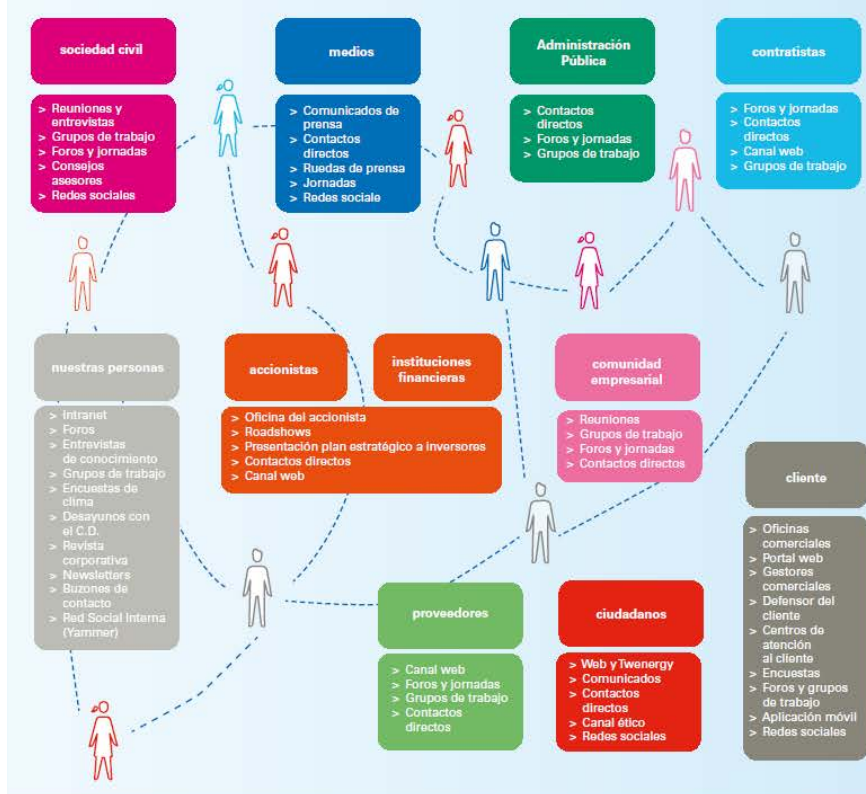 sociedad civil
> Reuniones y
entrevistas
> Grupos de trabajo
> Foros y jornadas
> Consejos
asesores
> Redes sociales
medios
> Comunicados de
prensa
> Contactos
directos
> Ruedas de prensa
> Jornadas
> Redes sociale
Administración
Pública
> Contactos
directos
> Foros y jornadas
> Grupos de trabajo
contratistas
> Foros y jornadas
> Contactos
directos
> Canal web
> Grupos de trabajo
nuestras personas
> Intranet
> Foros
> Entrevistas
de conocimiento
> Grupos de trabajo
> Encuestas de
clima
> Desayunos con
el C.D.
> Revista
corporativa
> Newsletters
> Buzones de
contacto
> Red Social Interna
(Yammer)
accionistas
instituciones
financieras
> Oficina del accionista
> Roadshows
> Presentación plan estratégico a inversores
> Contactos directos
> Canal web
comunidad
empresarial
> Reuniones
> Grupos de trabajo
> Foros y jornadas
> Contactos directos
cliente
> Oficinas
comerciales
> Portal web
> Gestores
comerciales
> Defensor del
cliente
> Centros de
atención
al cliente
> Encuestas
> Foros y grupos
de trabajo
> Aplicación móvil
> Redes sociales
proveedores
> Canal web
> Foros y jornadas
> Grupos de trabajo
> Contactos
directos
ciudadanos
> Web y Twenergy
> Comunicados
> Contactos
directos
> Canal ético
> Redes sociales